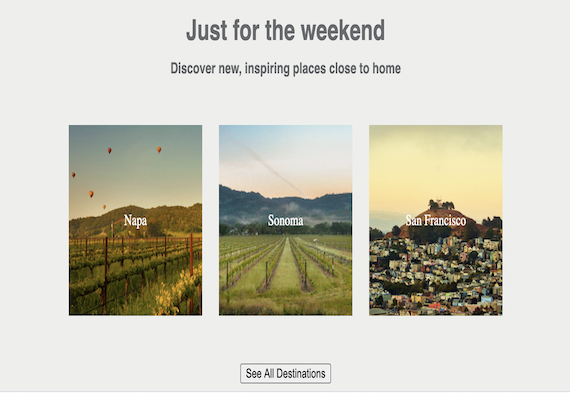 Just for the weekend
Discover new, inspiring places close to home
Napa
Sonoma
San Francisco
See All Destinations